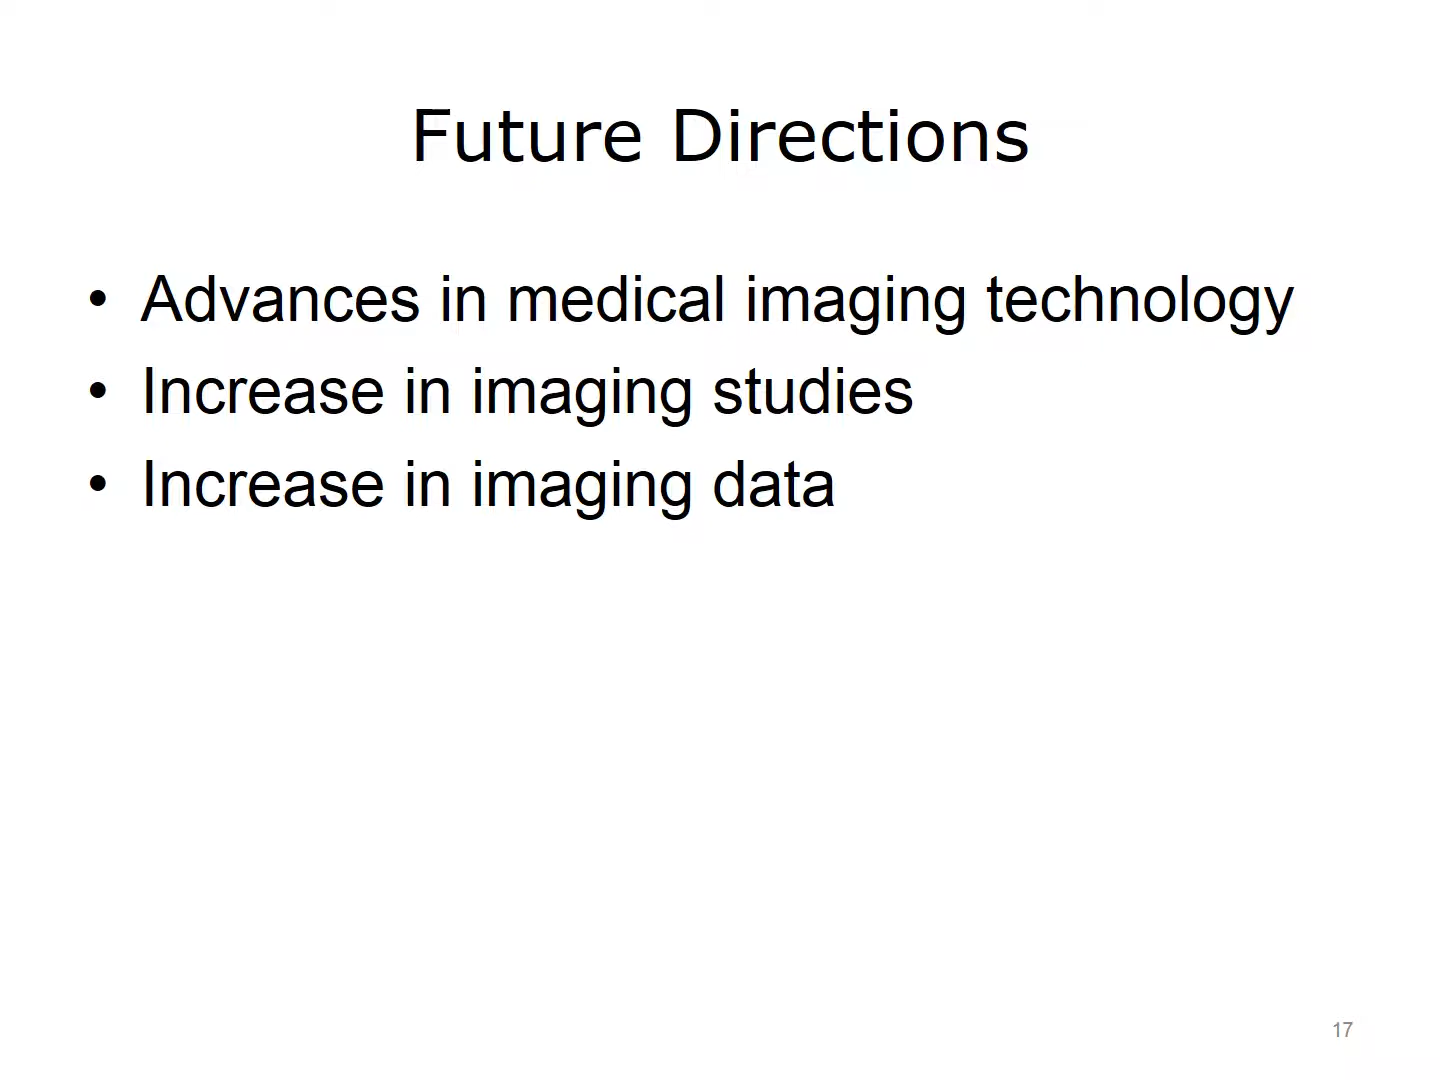 Future Directions
• Advances in medical imaging technology
• Increase in imaging studies
• Increase in imaging data
17